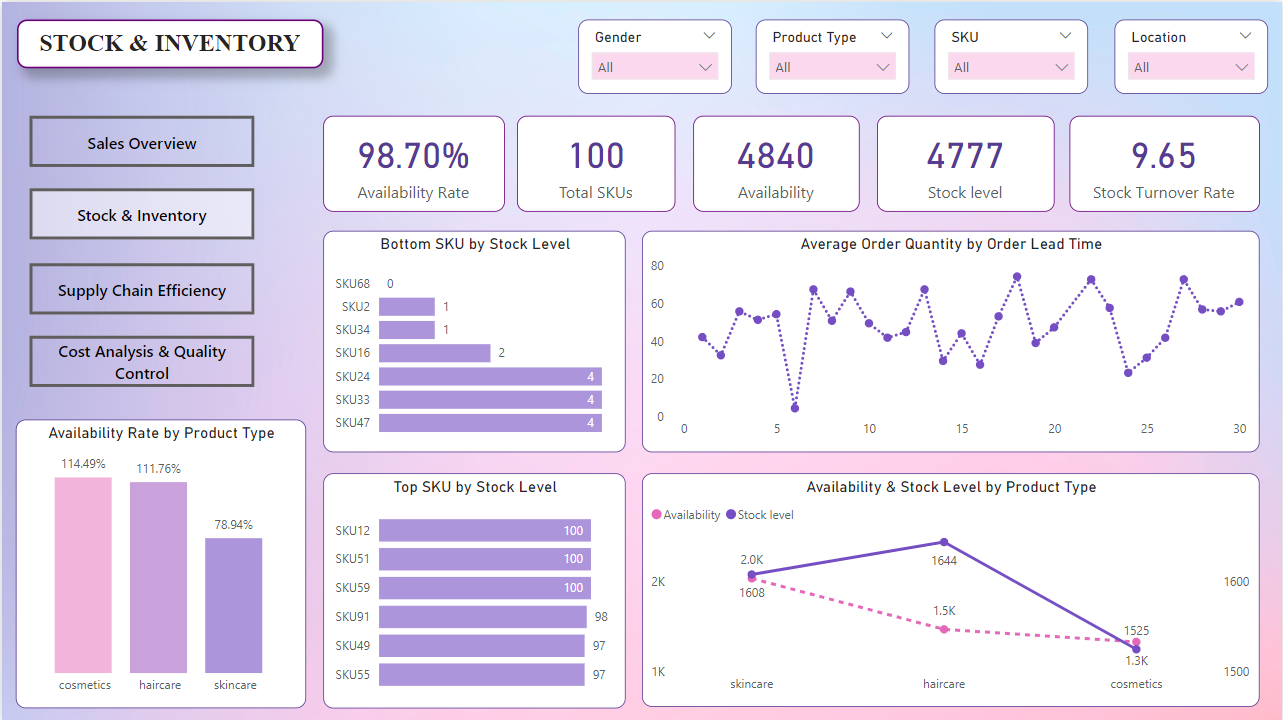 STOCK & INVENTORY
Gender
All
Product Type
All
SKU
All
Location
All
Sales Overview
Stock & Inventory
Supply Chain Efficiency
Cost Analysis & Quality
Control
98.70%
Availability Rate
100
Total SKUs
4840
Availability
4777
Stock level
9.65
Stock Turnover Rate
Bottom SKU by Stock Level
SKU68 0
SKU2 1
SKU34 1
SKU16 2
SKU24 4
SKU33 4
SKU47 4
Average Order Quantity by Order Lead Time
80
60
40
20
0
0 5 10 15 20 25 30
Availability Rate by Product Type
114.49% 111.76% 78.94%
cosmetics haircare skincare
Top SKU by Stock Level
SKU12 100
SKU51 100
SKU59 100
SKU91 98
SKU49 97
SKU55 97
Availability & Stock Level by Product Type
Availability Stock level
2.0K
1608
1644
1.5K
1525
1.3K
2K 1600
1K 1500
skincare haircare cosmetics